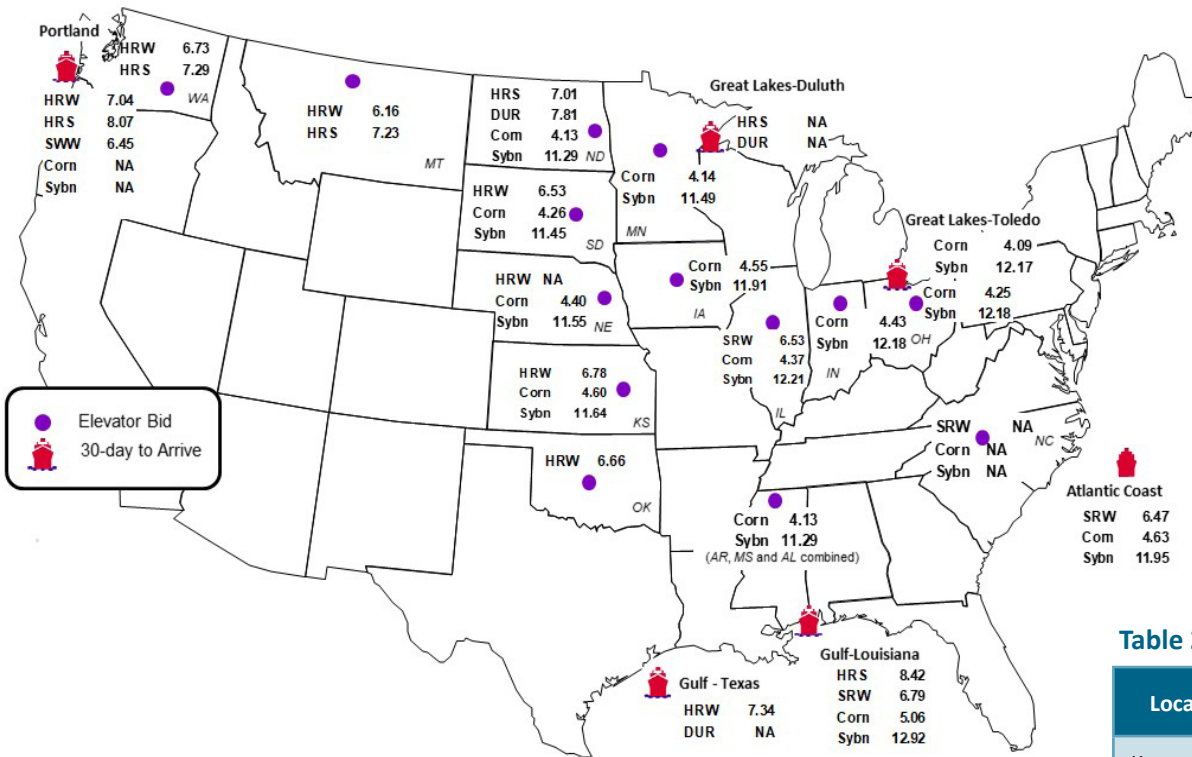 Portland
HRW 7.04
HRS 8.07
SWW 6.45
Corn NA
Sybn NA
HRW 6.73
HRS 7.29
WA
HRW 6.16
HRS 7.23
MT
HRS 7.01
DUR 7.81
Corn 4.13
Sybn 11.29 ND
HRW 6.53
Corn 4.26
Sybn 11.45
SD
HRW NA
Corn 4.40
Sybn 11.55 NE
HRW 6.78
Corn 4.60
Sybn 11.64
KS
HRW 6.66
OK
Great Lakes-Duluth
HRS NA
DUR NA
Corn 4.14
Sybn 11.49
MN
Corn 4.55
Sybn 11.91
IA
SRW 6.53
Corn 4.37
Sybn 12.21
IL
Great Lakes-Toledo
Corn 4.09
Sybn 12.17
Corn 4.43
Sybn 12.18
IN
Corn 4.25
Sybn 12.18
OH
SRW NA
Corn NA
Sybn NA
NC
Atlantic Coast
SRW 6.47
Corn 4.63
Sybn 11.95
Corn 4.13
Sybn 11.29
(AR, MS and AL combined)
Gulf-Louisiana
HRS 8.42
SRW 6.79
Corn 5.06
Sybn 12.92
Gulf - Texas
HRW 7.34
DUR NA
Elevator Bid
30-day to Arrive
Table
Loca